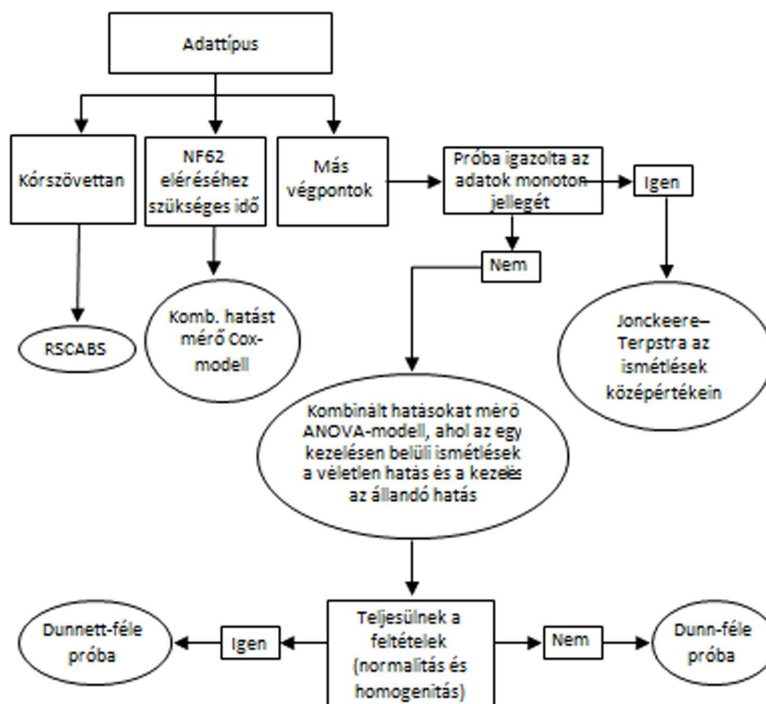 Adattípus
Kórszövettan
NF62
eléréséhez
szükséges idő
Más
végpontok
Próba igazolta az
adatok monoton
jellegét
Igen
Nem
RSCABS
Komb. hatást
mérő Cox-
modell
Jonckeere–
Terpstra az
ismétlések
középértékein
Kombinált hatásokat mérő
ANOVA-modell, ahol az egy
kezelésen belüli ismétlések
a véletlen hatás és a kezelés
az állandó hatás
Dunnett-féle
próba
Igen
Teljesülnek a
feltételek
(normalitás és
homogenitás)
Nem
Dunn-féle
próba